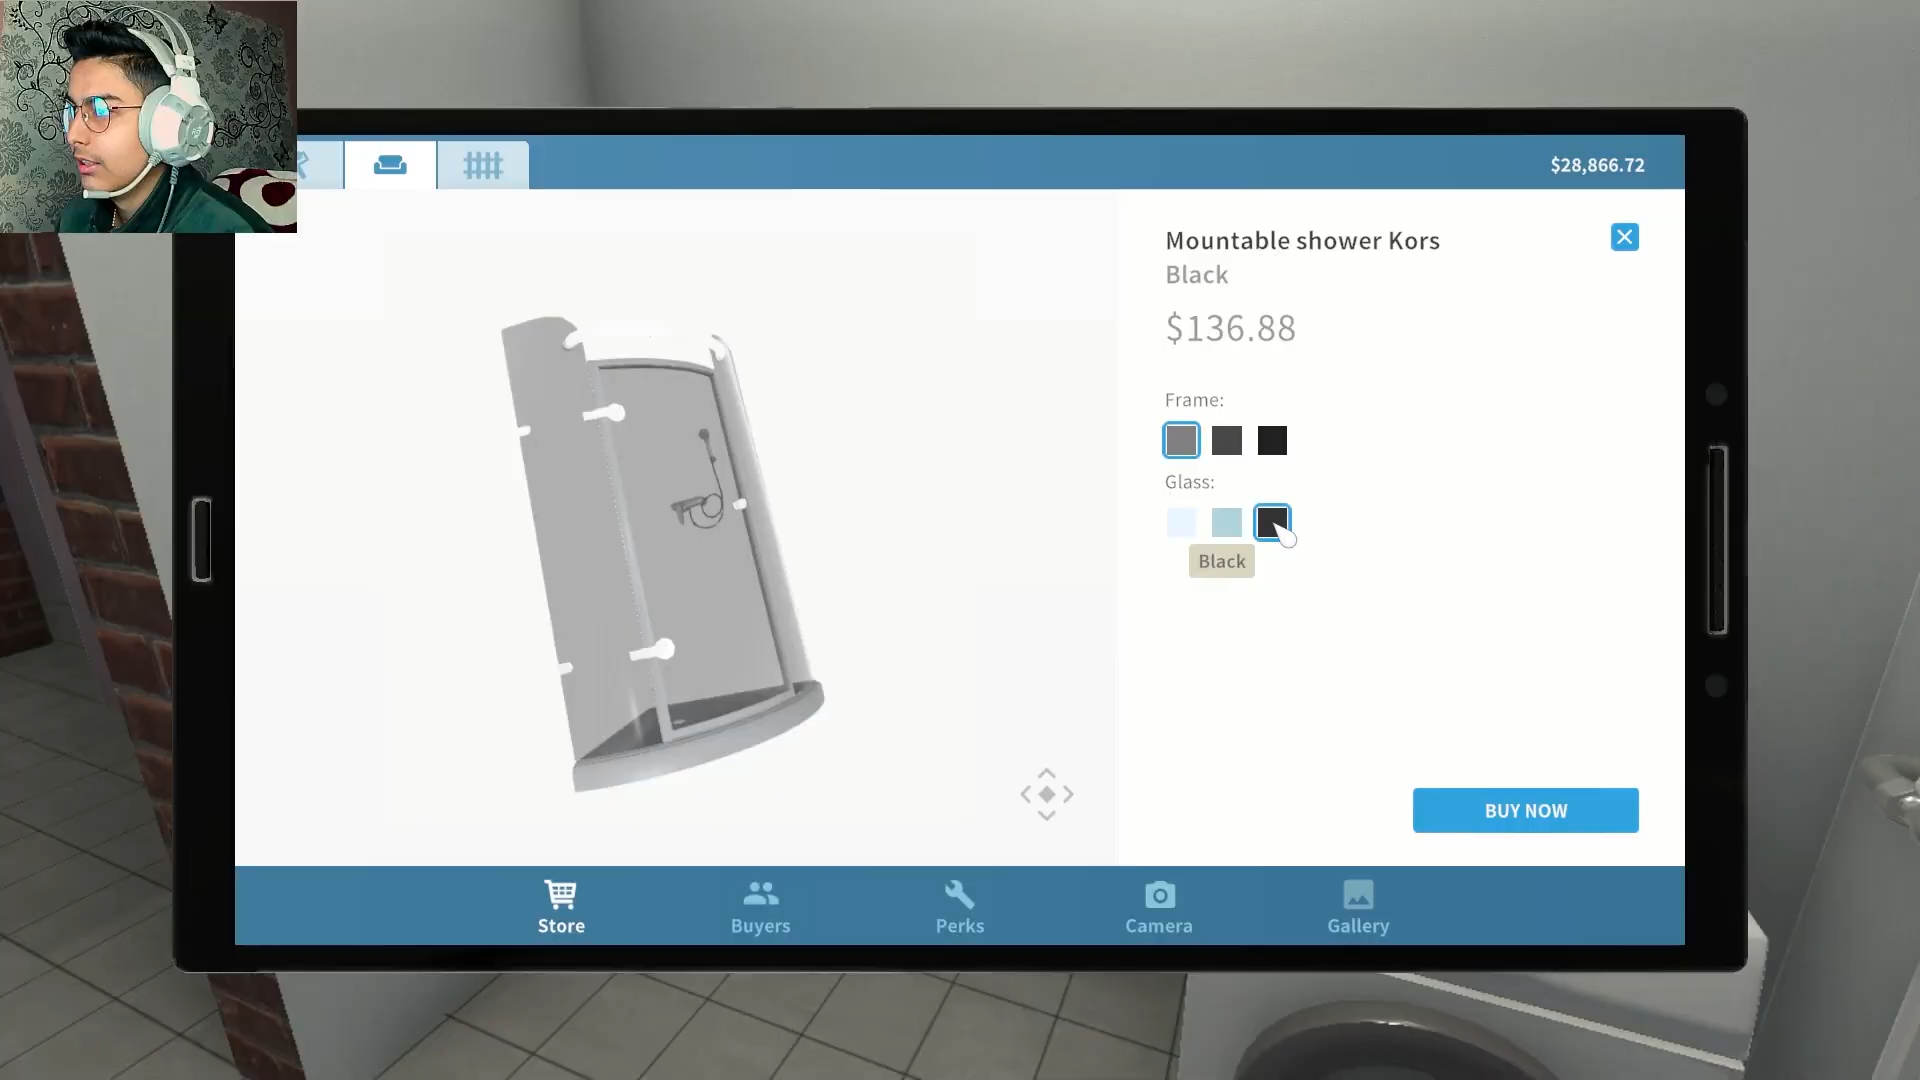 $28,866.72
Mountable shower Kors
Black
$136.88
Frame:
Glass:
Black
BUY NOW
Store
Buyers
Perks
Camera
Gallery